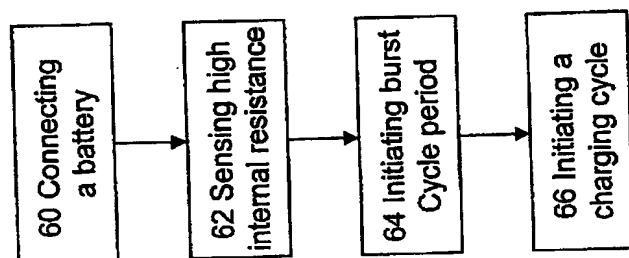 60 Connecting
a battery
62 Sensing high
internal resistance
64 Initiating burst
Cycle period
66 Initiating a
charging cycle